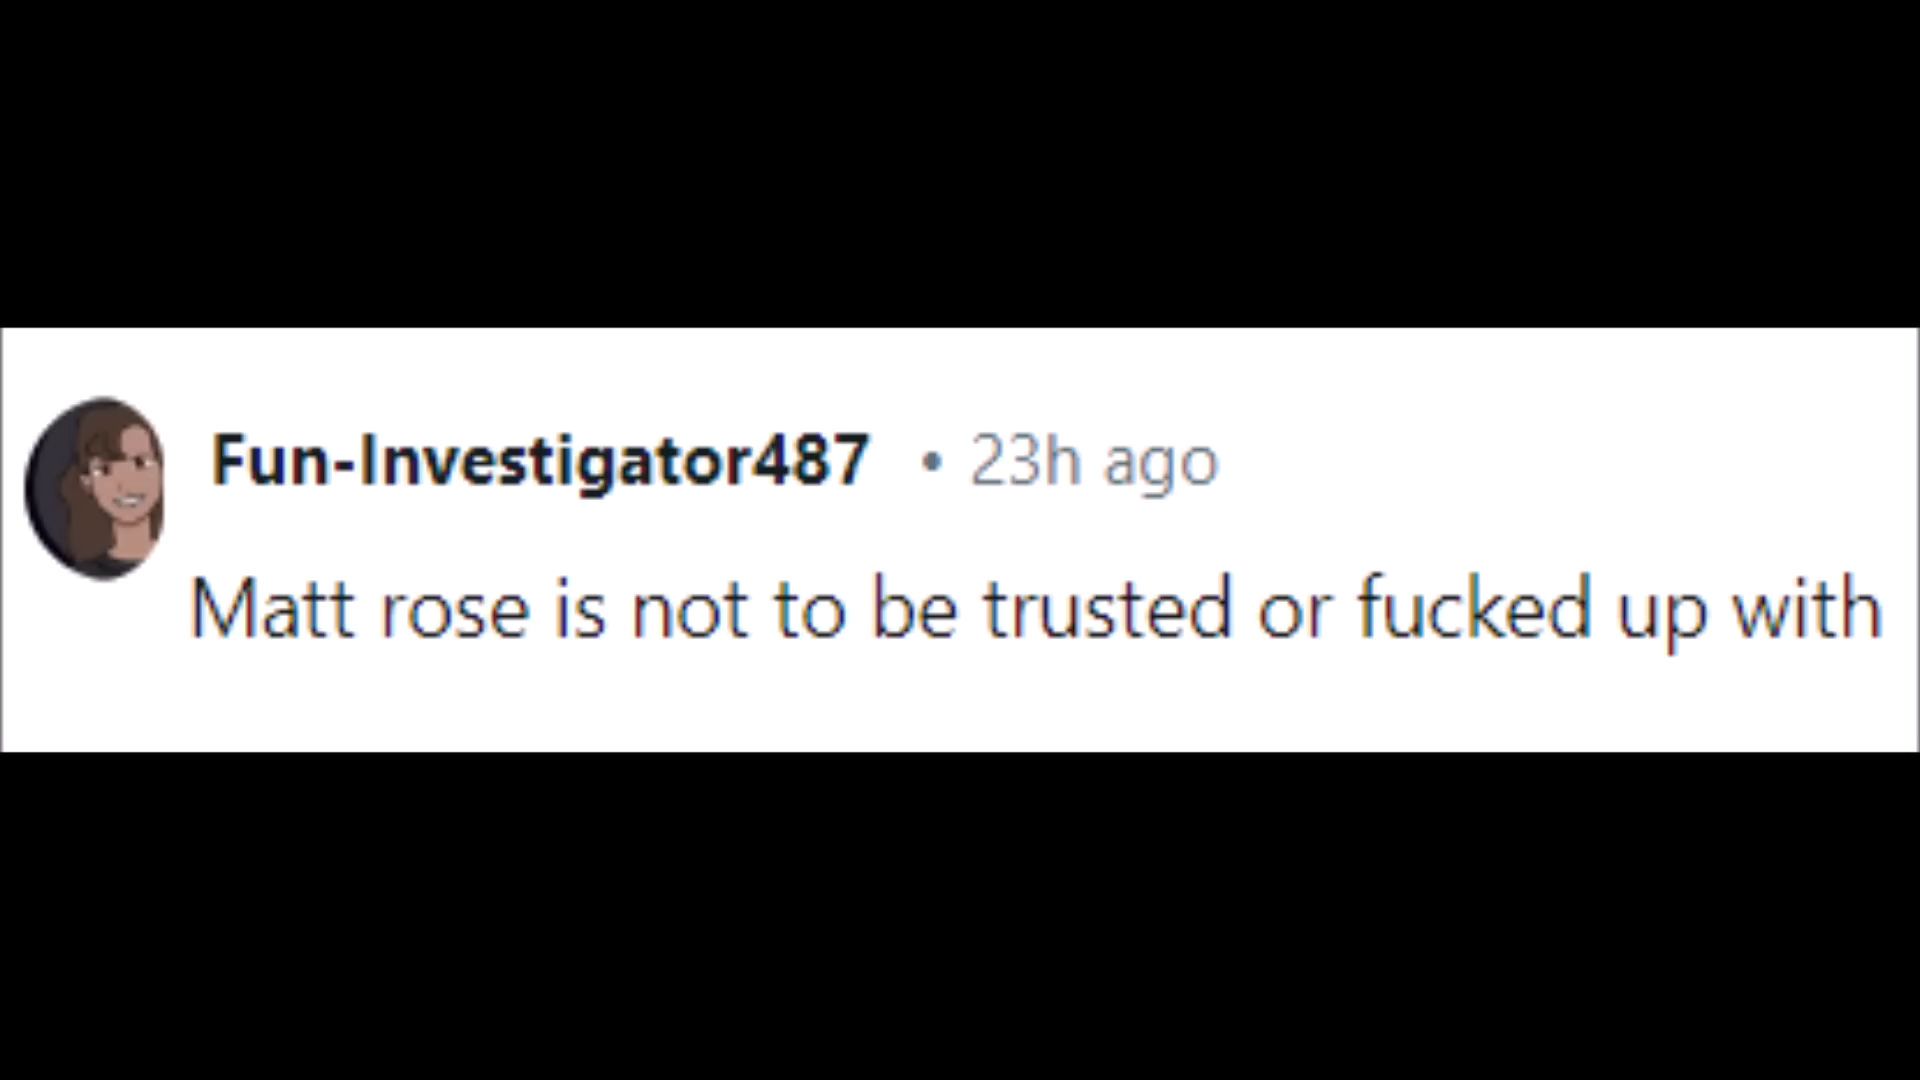 Fun-Investigator487 • 23h ago
Matt rose is not to be trusted or fucked up with